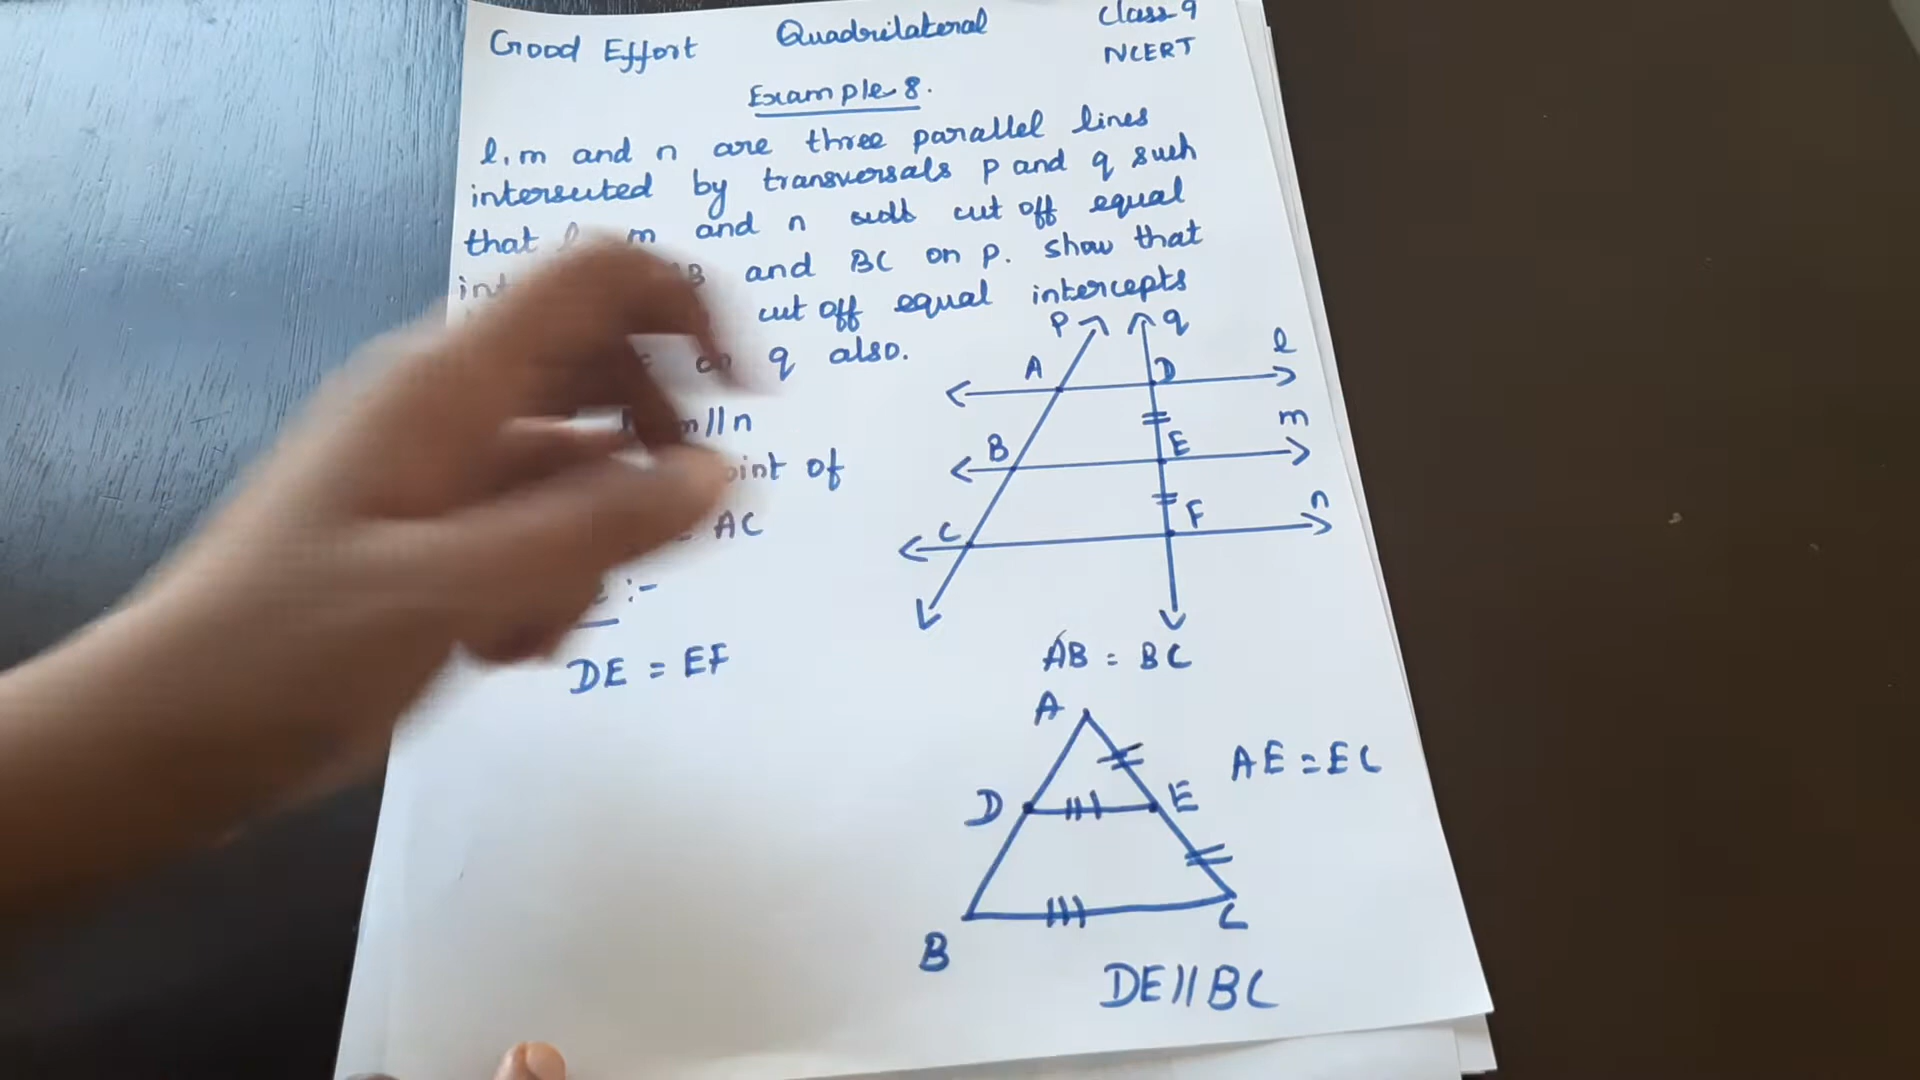 Good Effort Quadrilateral Class 9
NCERT
Example 8.
l, m and n are three parallel lines
intersected by transversals p and q such
that l m and n cut off equal
and BC on p. show that
cut off equal intercepts
on q also.
m//n
of
AC
:-
DE = EF
P q
A D l
B E m
C F n
AB = BC
A
AE = EC
D E
B C
DE//BC